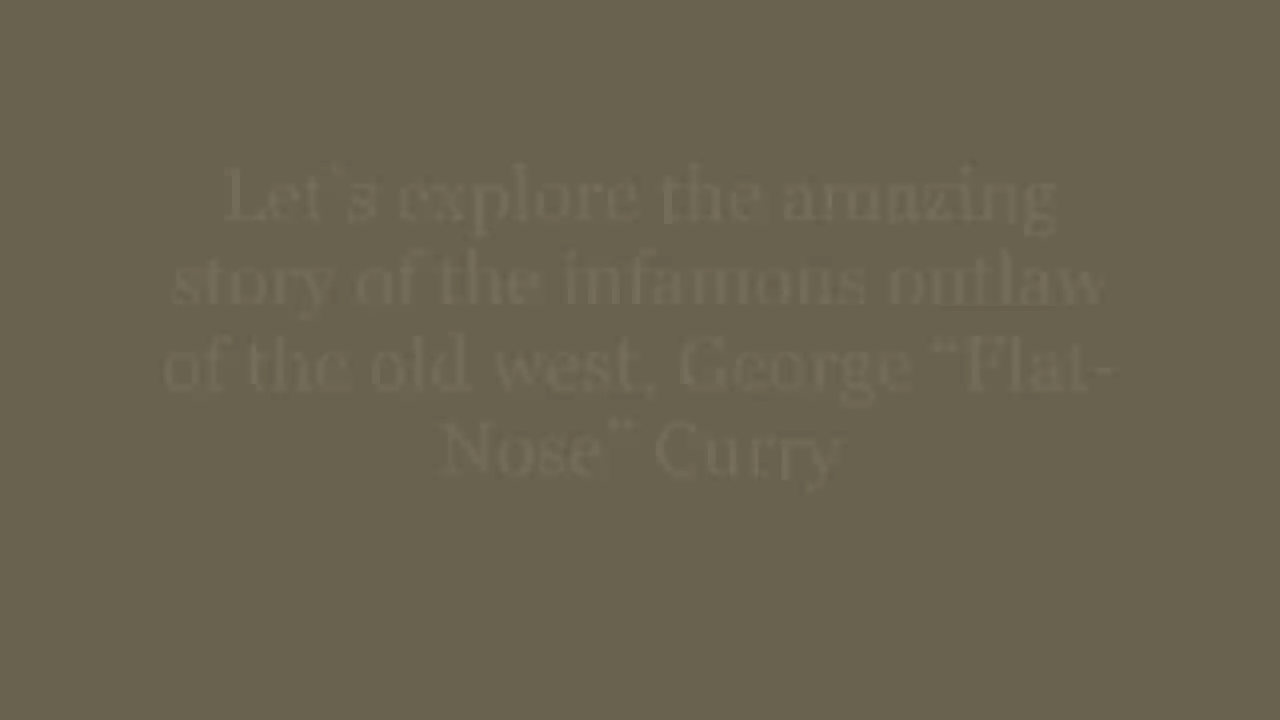 Let's explore the amazing
story of the infamous outlaw
of the old west, George "Flat-
Nose" Curry